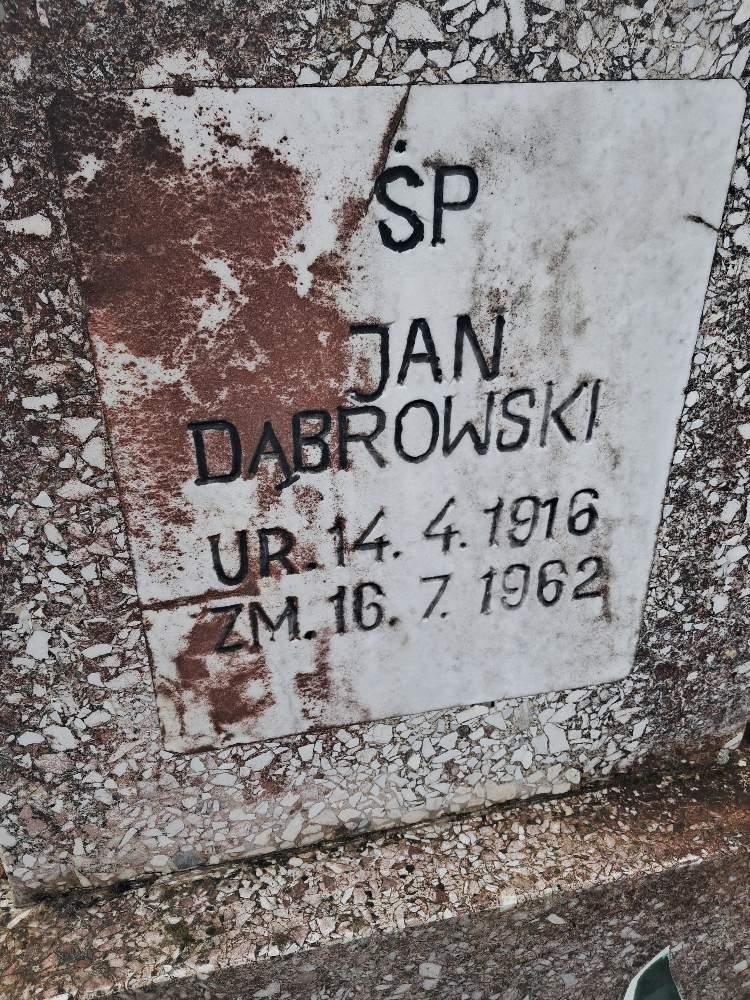 ŚP
JAN
DĄBROWSKI
UR. 14. 4. 1916
ZM. 16. 7. 1962